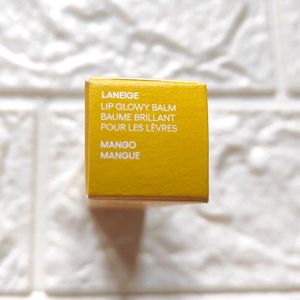 LANEIGE
LIP GLOWY BALM
BAUME BRILLANT
POUR LES LÈVRES
MANGO
MANGUE